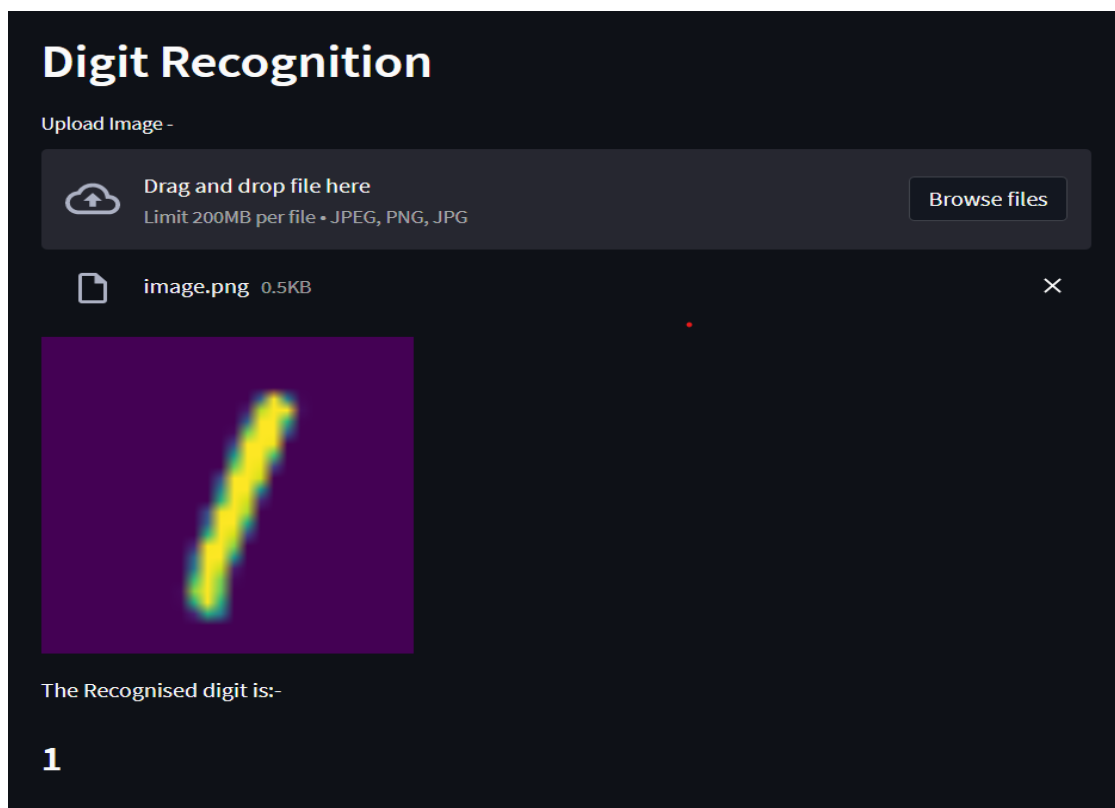 Digit Recognition
Upload Image -
Drag and drop file here
Limit 200MB per file • JPEG, PNG, JPG
Browse files
image.png 0.5KB
1
The Recognised digit is:-
1